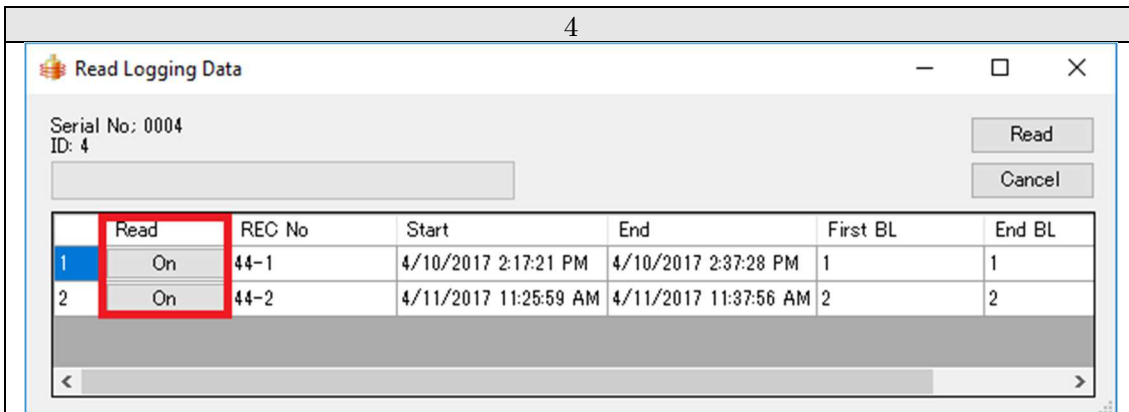 4
Read Logging Data
Serial No; 0004
ID: 4
Read
Cancel
Read REC No Start End First BL End BL
1 On 44-1 4/10/2017 2:17:21 PM 4/10/2017 2:37:28 PM 1 1
2 On 44-2 4/11/2017 11:25:59 AM 4/11/2017 11:37:56 AM 2 2